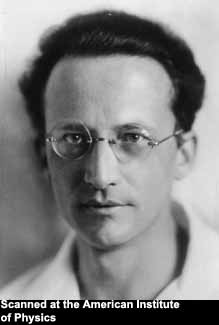 Scanned at the American Institute
of Physics